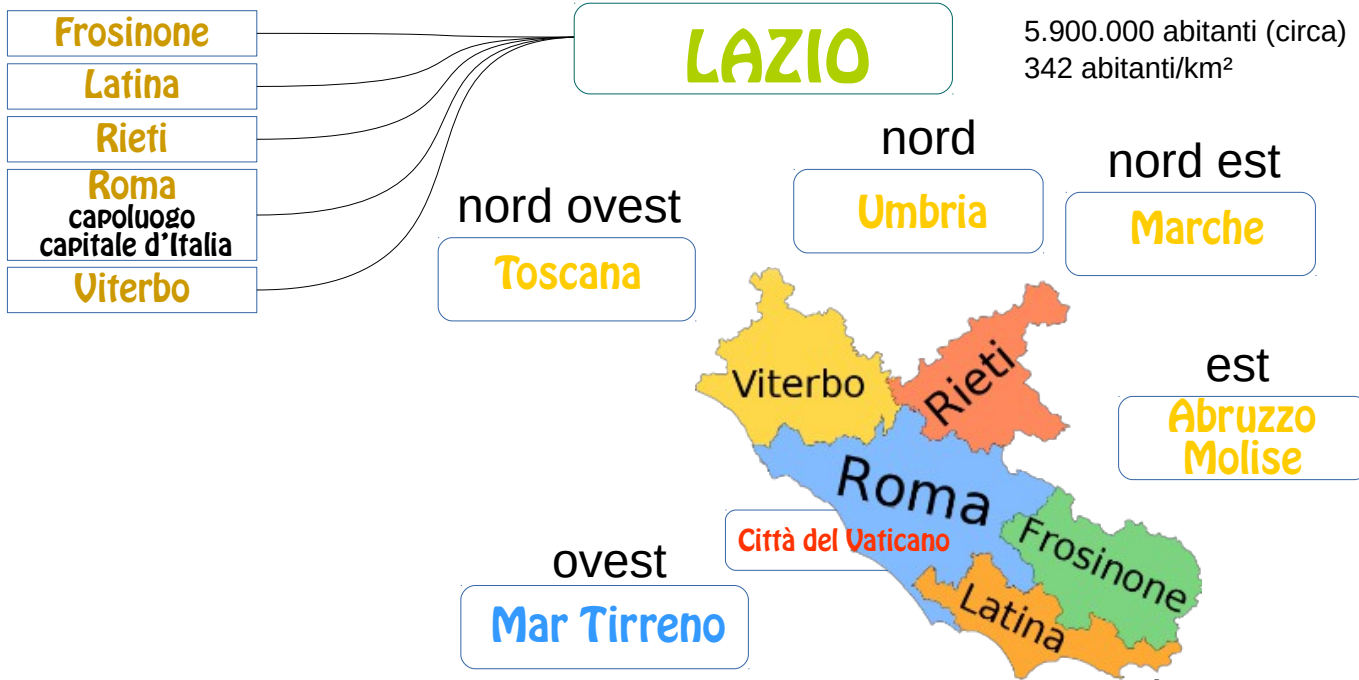 Frosinone
Latina
Rieti
Roma
capoluogo
capitale d'Italia
Viterbo
LAZIO
5.900.000 abitanti (circa)
342 abitanti/km²
nord ovest
Toscana
nord
Umbria
nord est
Marche
est
Abruzzo
Molise
ovest
Mar Tirreno
Viterbo
Rieti
Roma
Città del Vaticano
Frosinone
Latina